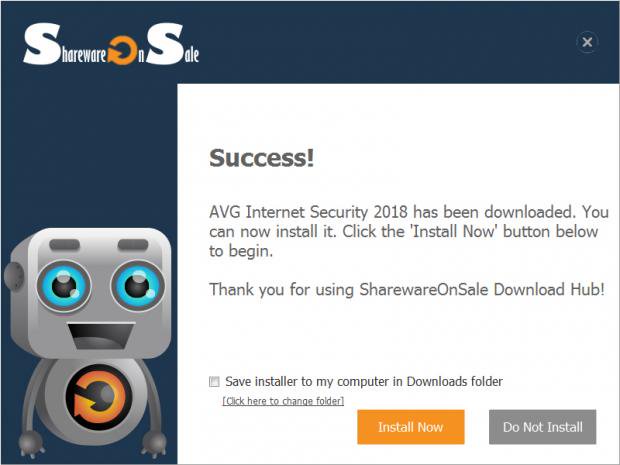 SharewareOnSale
Success!
AVG Internet Security 2018 has been downloaded. You
can now install it. Click the 'Install Now' button below
to begin.
Thank you for using SharewareOnSale Download Hub!
Save installer to my computer in Downloads folder
[Click here to change folder]
Install Now
Do Not Install